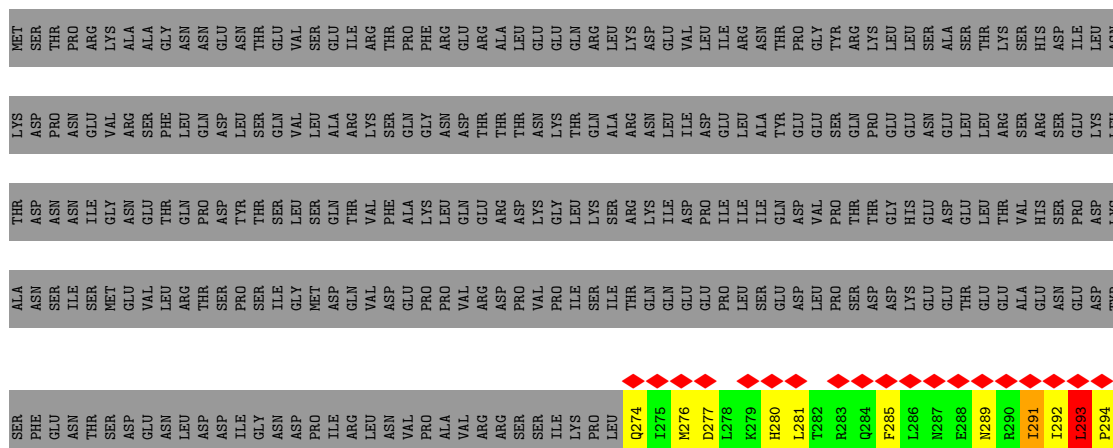 MET SER THR PRO ARG LYS ALA ALA GLY ASN ASN GLU ASN THR GLU VAL SER GLU ILE ARG THR PRO PHE ARG GLU ARG ALA LEU GLU GLU GLN ARG LEU LYS ASP GLU VAL LEU ILE ARG ASN THR PRO GLY TYR ARG LYS LEU LEU SER ALA SER THR LYS SER HIS ASP ILE LEU
LYS ASP PRO ASN GLU VAL ARG SER PHE LEU GLN ASP LEU SER GLN VAL LEU ALA ARG LYS SER GLN GLY ASN ASP THR THR THR ASN LYS THR GLN ALA ARG ASN LEU ILE ASP GLU LEU ALA TYR GLU GLU SER GLN PRO GLU GLU ASN GLU LEU LEU ARG SER ARG SER GLU LYS
THR ASP ASN ASN ILE GLY ASN GLU THR GLN PRO ASP TYR THR SER LEU SER GLN THR VAL PHE ALA LYS LEU GLN GLU ARG ASP LYS GLY LEU LYS SER ARG LYS ILE ASP PRO ILE ILE ILE GLN ASP VAL PRO THR THR GLY HIS GLU ASP GLU LEU THR VAL HIS SER PRO ASP
ALA ASN SER ILE SER MET GLU VAL LEU ARG THR SER PRO SER ILE GLY MET ASP GLN VAL ASP GLU PRO PRO VAL ARG ASP PRO VAL PRO ILE SER ILE THR GLN GLN GLU GLU PRO LEU SER GLU ASP LEU PRO SER ASP ASP LYS GLU GLU THR GLU GLU ALA GLU ASN GLU ASP
SER PHE GLU ASN THR SER ASP GLU ASN LEU ASP ASP ILE GLY ASN ASP ILE ARG LEU ASN VAL PRO ALA VAL ARG ARG SER SER ILE LYS PRO LEU Q274 I275 M276 D277 L278 K279 H280 L281 T282 R283 Q284 F285 L286 N287 E288 N289 R290 I291 I292 L293 P294